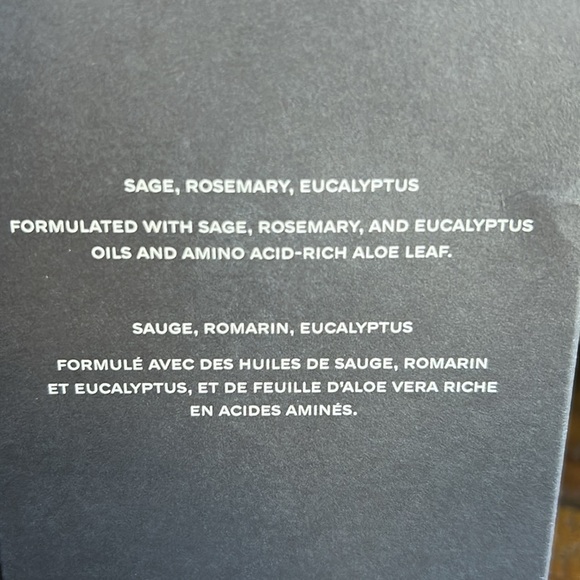 SAGE, ROSEMARY, EUCALYPTUS
FORMULATED WITH SAGE, ROSEMARY, AND EUCALYPTUS
OILS AND AMINO ACID-RICH ALOE LEAF.
SAUGE, ROMARIN, EUCALYPTUS
FORMULÉ AVEC DES HUILES DE SAUGE, ROMARIN
ET EUCALYPTUS, ET DE FEUILLE D'ALOE VERA RICHE
EN ACIDES AMINÉS.